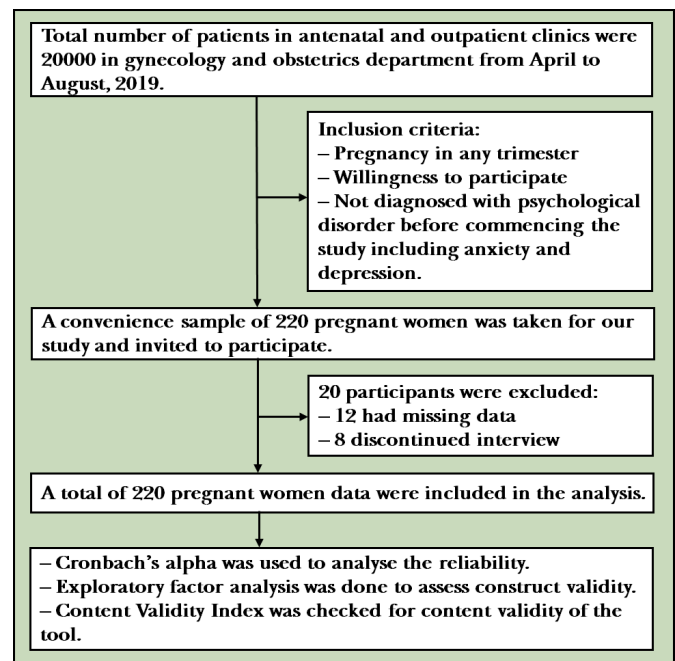 Total number of patients in antenatal and outpatient clinics were
20000 in gynecology and obstetrics department from April to
August, 2019.
Inclusion criteria:
– Pregnancy in any trimester
– Willingness to participate
– Not diagnosed with psychological
disorder before commencing the
study including anxiety and
depression.
A convenience sample of 220 pregnant women was taken for our
study and invited to participate.
20 participants were excluded:
– 12 had missing data
– 8 discontinued interview
A total of 220 pregnant women data were included in the analysis.
– Cronbach’s alpha was used to analyse the reliability.
– Exploratory factor analysis was done to assess construct validity.
– Content Validity Index was checked for content validity of the
tool.